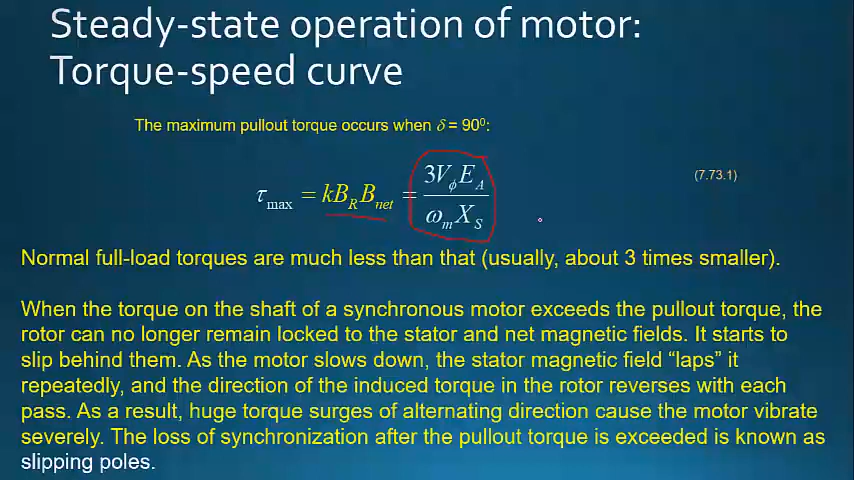 Steady-state operation of motor:
Torque-speed curve
The maximum pullout torque occurs when δ = 90⁰:
τmax = kBRBnet = 3VϕEA / ωmXS
(7.73.1)
Normal full-load torques are much less than that (usually, about 3 times smaller).
When the torque on the shaft of a synchronous motor exceeds the pullout torque, the
rotor can no longer remain locked to the stator and net magnetic fields. It starts to
slip behind them. As the motor slows down, the stator magnetic field “laps” it
repeatedly, and the direction of the induced torque in the rotor reverses with each
pass. As a result, huge torque surges of alternating direction cause the motor vibrate
severely. The loss of synchronization after the pullout torque is exceeded is known as
slipping poles.